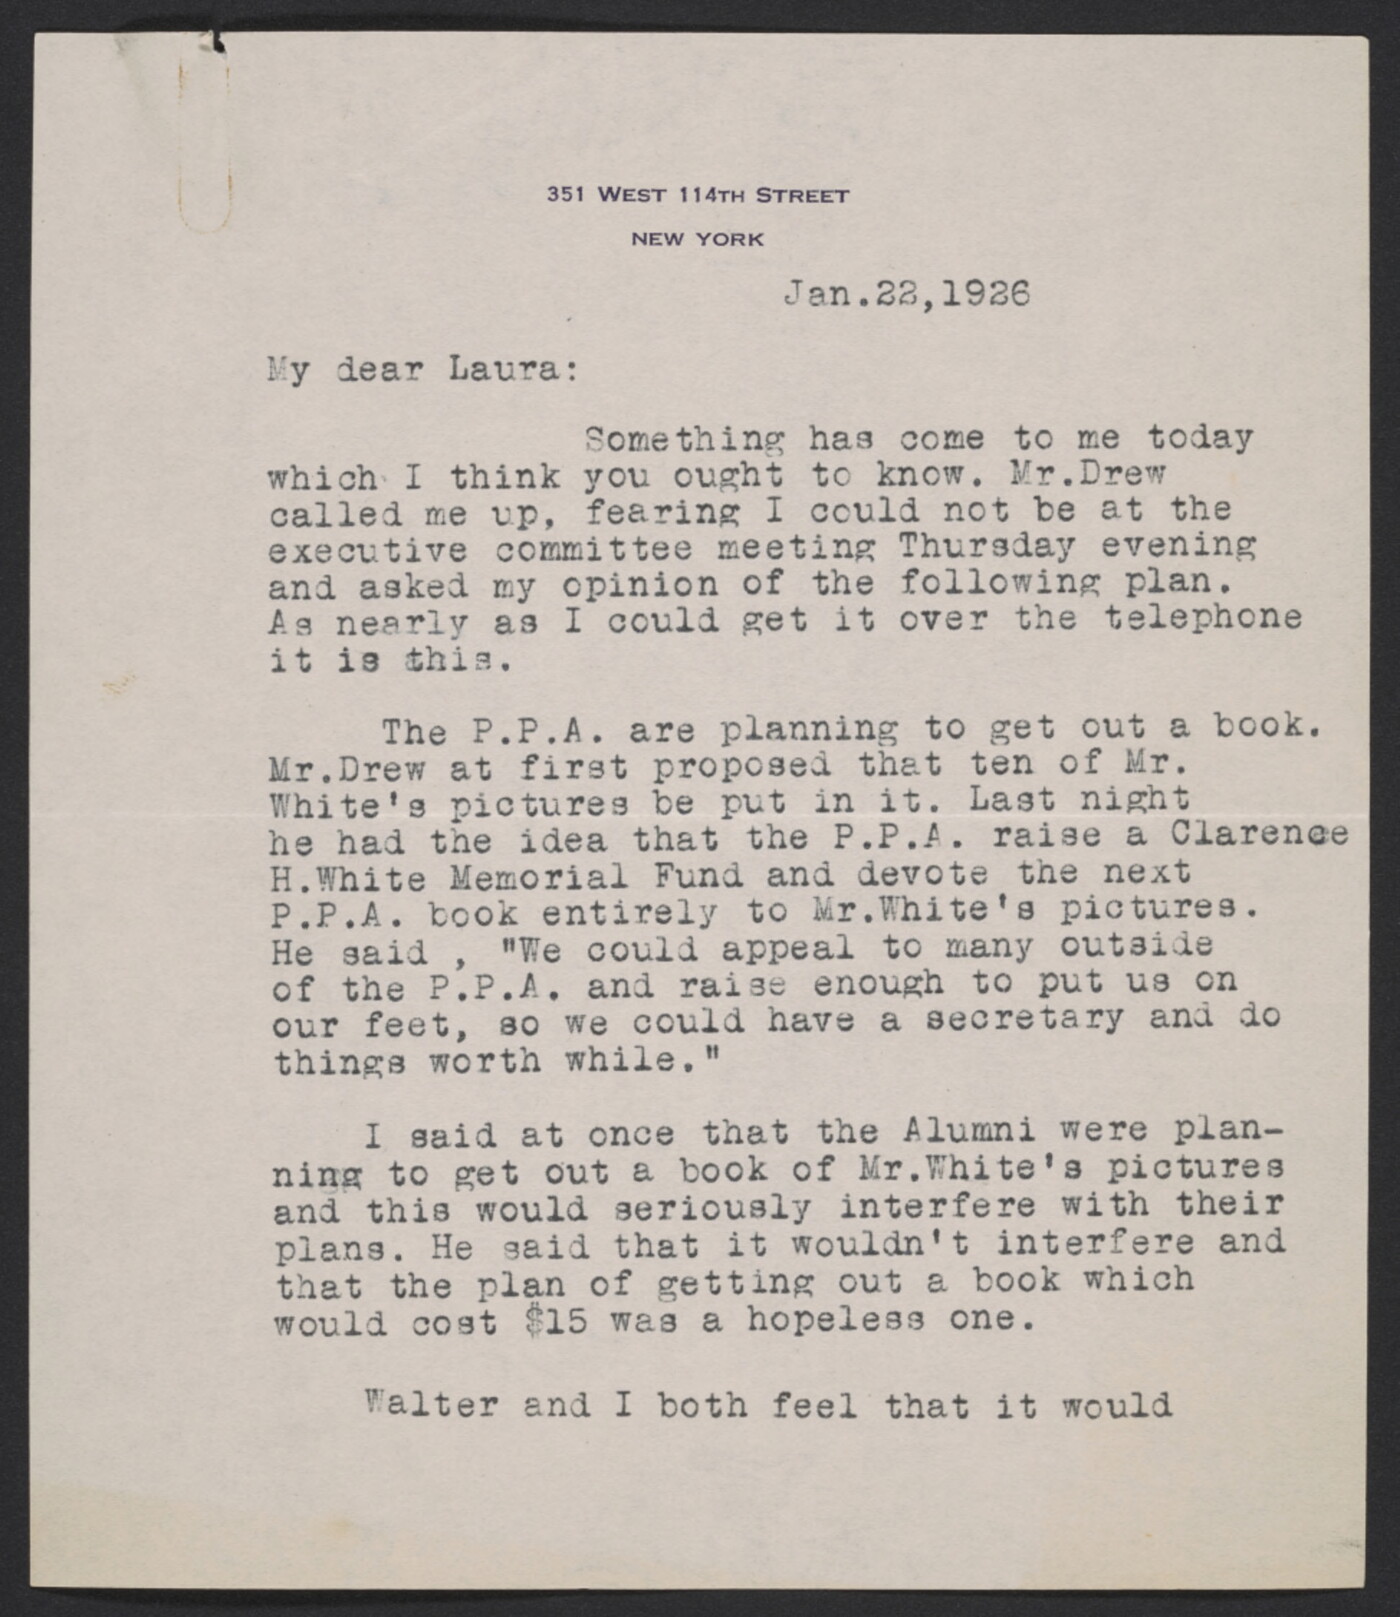 351 WEST 114TH STREET
NEW YORK
Jan.22,1926
My dear Laura:
Something has come to me today
which I think you ought to know. Mr.Drew
called me up, fearing I could not be at the
executive committee meeting Thursday evening
and asked my opinion of the following plan.
As nearly as I could get it over the telephone
it is this.
The P.P.A. are planning to get out a book.
Mr.Drew at first proposed that ten of Mr.
White's pictures be put in it. Last night
he had the idea that the P.P.A. raise a Clarence
H.White Memorial Fund and devote the next
P.P.A. book entirely to Mr.White's pictures.
He said , "We could appeal to many outside
of the P.P.A. and raise enough to put us on
our feet, so we could have a secretary and do
things worth while."
I said at once that the Alumni were plan-
ning to get out a book of Mr.White's pictures
and this would seriously interfere with their
plans. He said that it wouldn't interfere and
that the plan of getting out a book which
would cost $15 was a hopeless one.
Walter and I both feel that it would